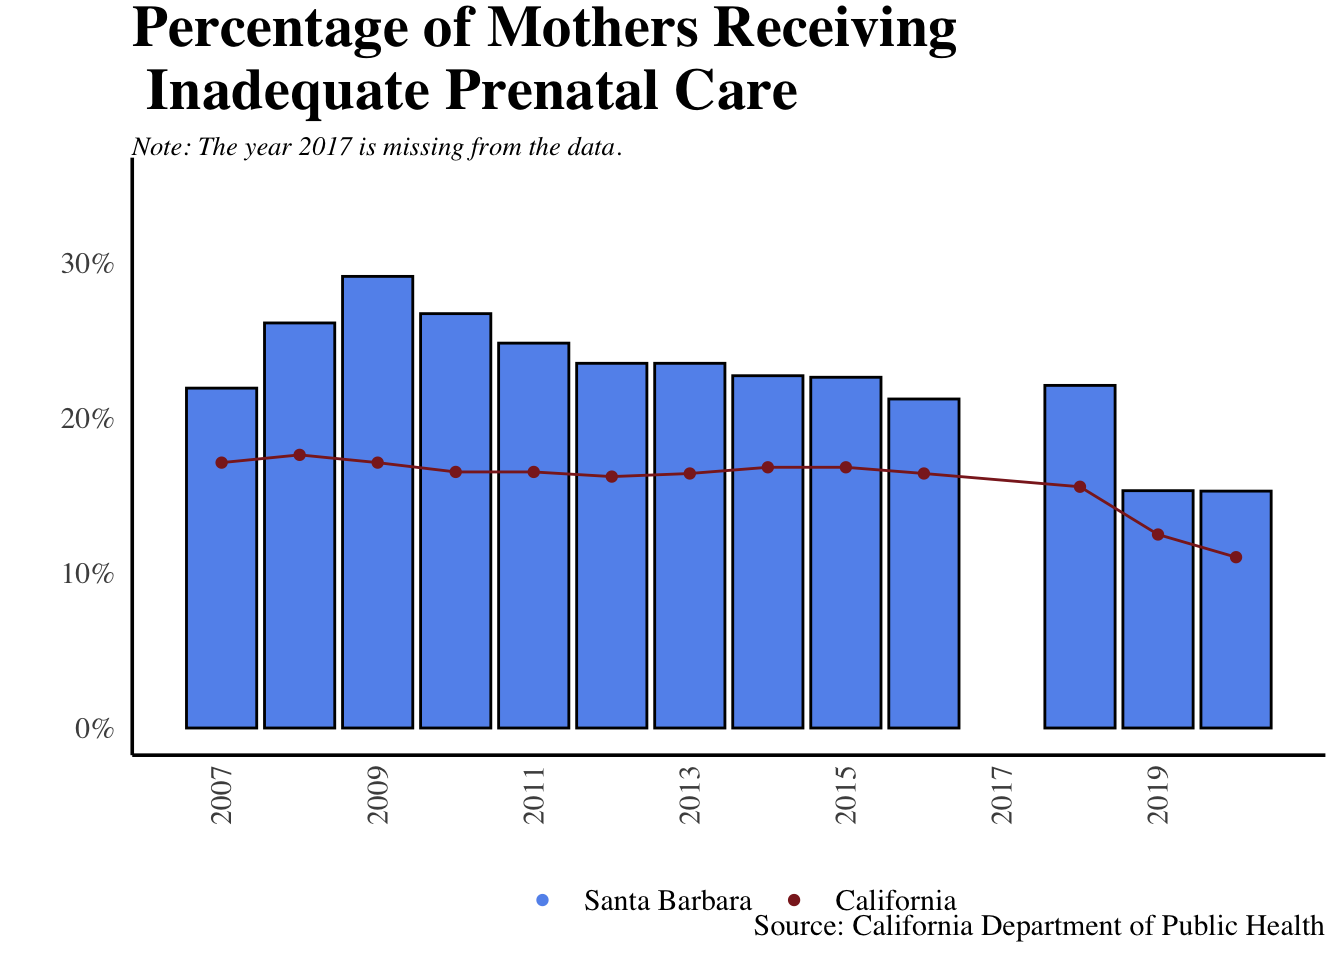 Percentage of Mothers Receiving
Inadequate Prenatal Care
Note: The year 2017 is missing from the data.
30%
20%
10%
0%
2007 2009 2011 2013 2015 2017 2019
Santa Barbara California
Source: California Department of Public Health